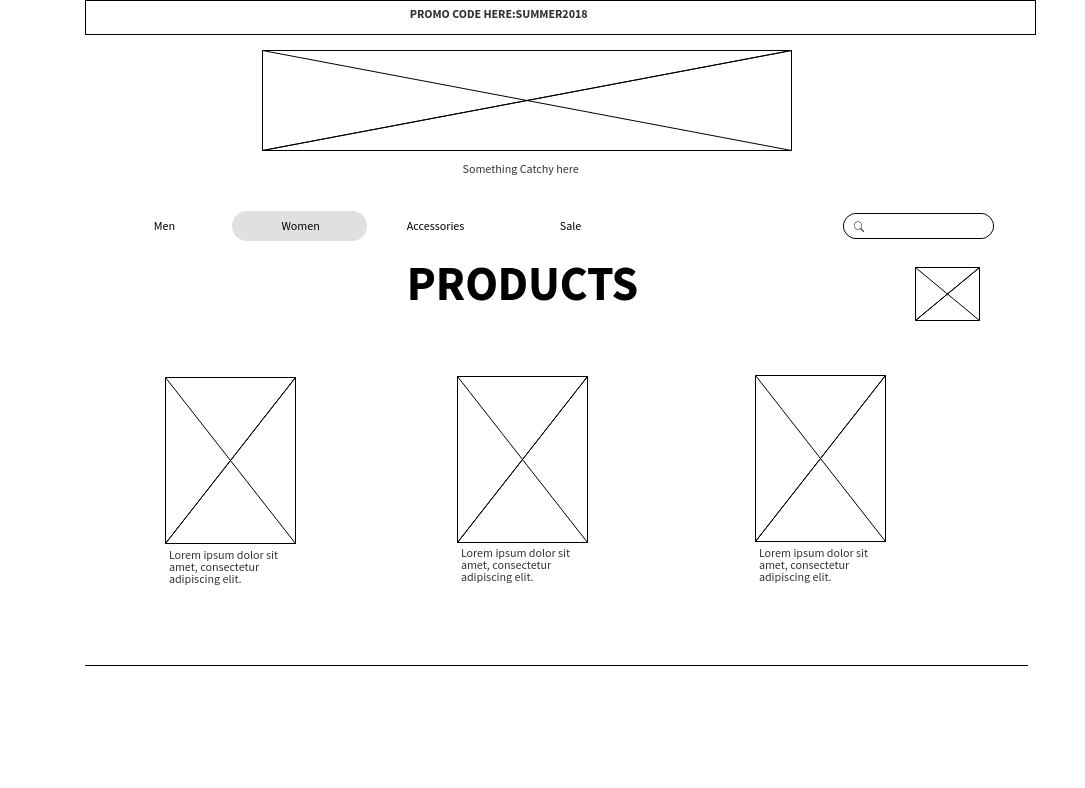 PROMO CODE HERE:SUMMER2018
Something Catchy here
Men
Women
Accessories
Sale
PRODUCTS
Lorem ipsum dolor sit
amet, consectetur
adipiscing elit.
Lorem ipsum dolor sit
amet, consectetur
adipiscing elit.
Lorem ipsum dolor sit
amet, consectetur
adipiscing elit.